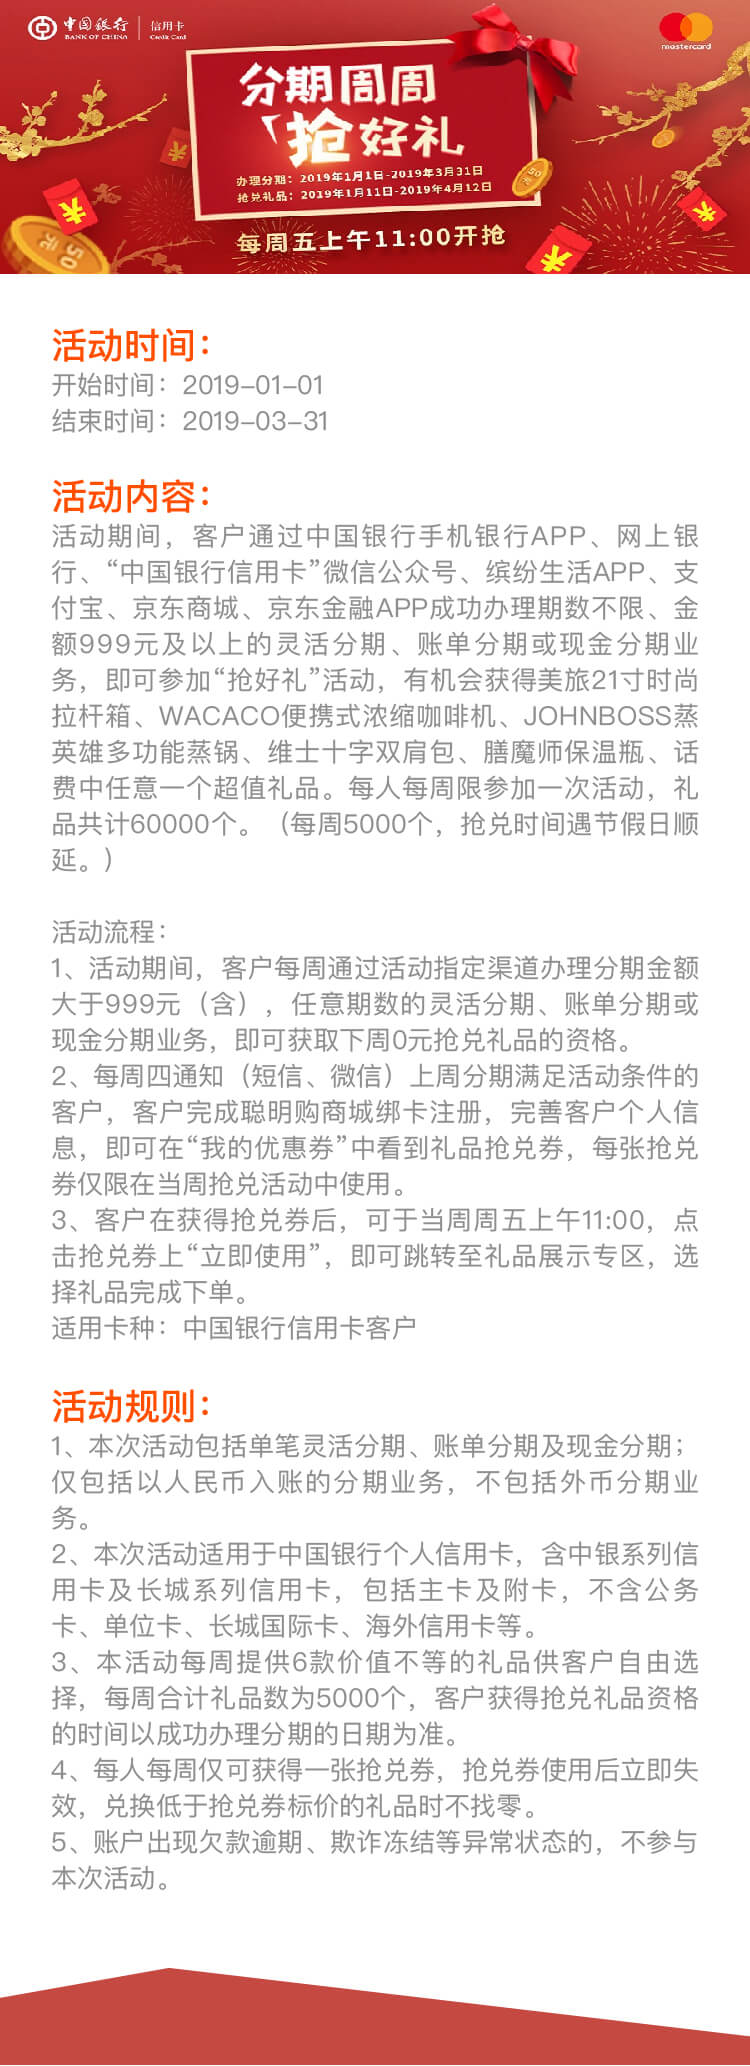 中国银行 信用卡
BANK OF CHINA Credit Card
mastercard
分期周周
抢好礼
办理分期：2019年1月1日-2019年3月31日
抢兑礼品：2019年1月11日-2019年4月12日
50
50元
每周五上午11:00开抢
活动时间：
开始时间：2019-01-01
结束时间：2019-03-31
活动内容：
活动期间，客户通过中国银行手机银行APP、网上银
行、“中国银行信用卡”微信公众号、缤纷生活APP、支
付宝、京东商城、京东金融APP成功办理期数不限、金
额999元及以上的灵活分期、账单分期或现金分期业
务，即可参加“抢好礼”活动，有机会获得美旅21寸时尚
拉杆箱、WACACO便携式浓缩咖啡机、JOHNBOSS蒸
英雄多功能蒸锅、维士十字双肩包、膳魔师保温瓶、话
费中任意一个超值礼品。每人每周限参加一次活动，礼
品共计60000个。（每周5000个，抢兑时间遇节假日顺
延。）
活动流程：
1、活动期间，客户每周通过活动指定渠道办理分期金额
大于999元（含），任意期数的灵活分期、账单分期或
现金分期业务，即可获取下周0元抢兑礼品的资格。
2、每周四通知（短信、微信）上周分期满足活动条件的
客户，客户完成聪明购商城绑卡注册，完善客户个人信
息，即可在“我的优惠券”中看到礼品抢兑券，每张抢兑
券仅限在当周抢兑活动中使用。
3、客户在获得抢兑券后，可于当周周五上午11:00，点
击抢兑券上“立即使用”，即可跳转至礼品展示专区，选
择礼品完成下单。
适用卡种：中国银行信用卡客户
活动规则：
1、本次活动包括单笔灵活分期、账单分期及现金分期；
仅包括以人民币入账的分期业务，不包括外币分期业
务。
2、本次活动适用于中国银行个人信用卡，含中银系列信
用卡及长城系列信用卡，包括主卡及附卡，不含公务
卡、单位卡、长城国际卡、海外信用卡等。
3、本活动每周提供6款价值不等的礼品供客户自由选
择，每周合计礼品数为5000个，客户获得抢兑礼品资格
的时间以成功办理分期的日期为准。
4、每人每周仅可获得一张抢兑券，抢兑券使用后立即失
效，兑换低于抢兑券标价的礼品时不找零。
5、账户出现欠款逾期、欺诈冻结等异常状态的，不参与
本次活动。